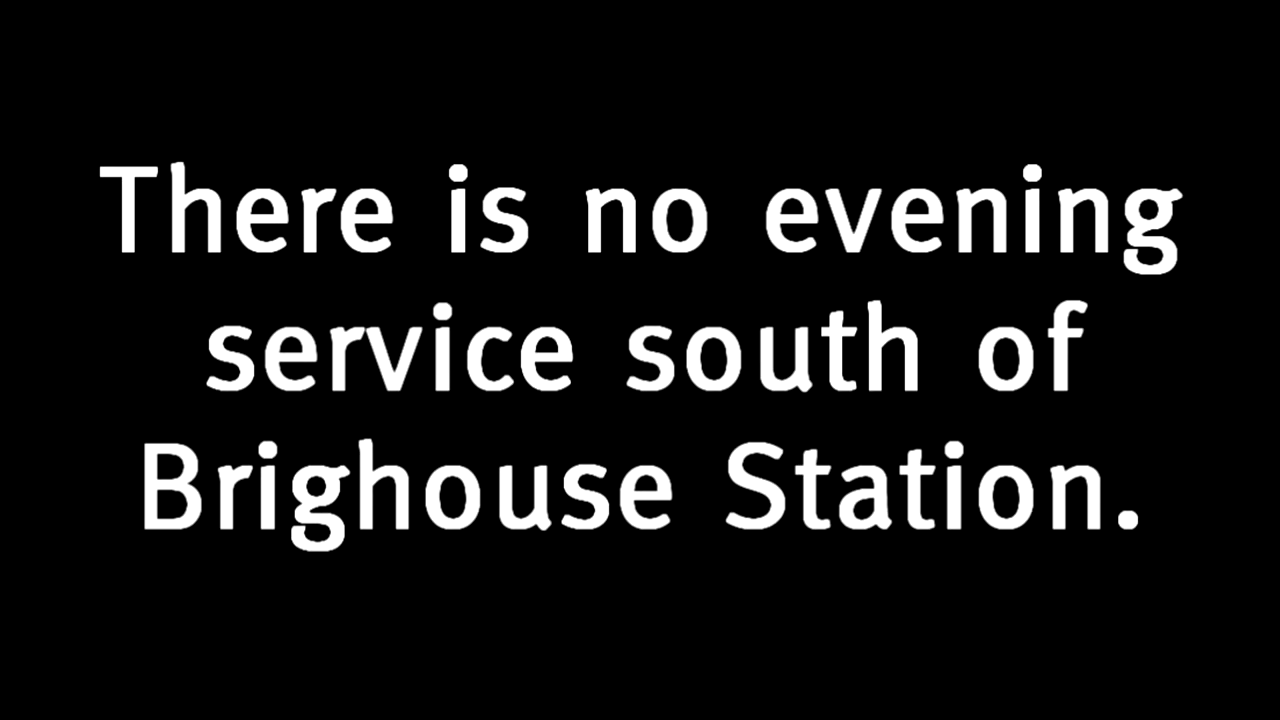 There is no evening
service south of
Brighouse Station.